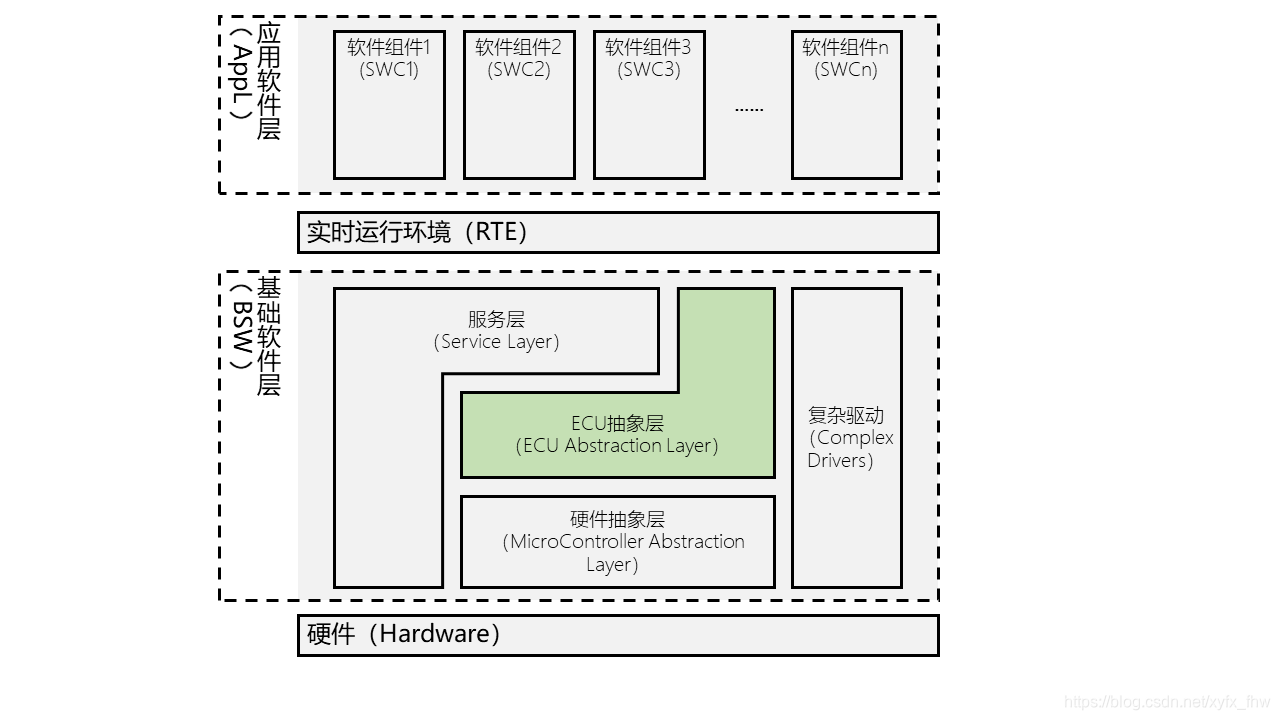 应用软件层
（AppL）
软件组件1
(SWC1)
软件组件2
(SWC2)
软件组件3
(SWC3)
......
软件组件n
(SWCn)
实时运行环境（RTE）
基础软件层
（BSW）
服务层
（Service Layer）
ECU抽象层
（ECU Abstraction Layer）
硬件抽象层
（MicroController Abstraction
Layer）
复杂驱动
（Complex
Drivers）
硬件（Hardware）
https://blog.csdn.net/xyfx_fhw